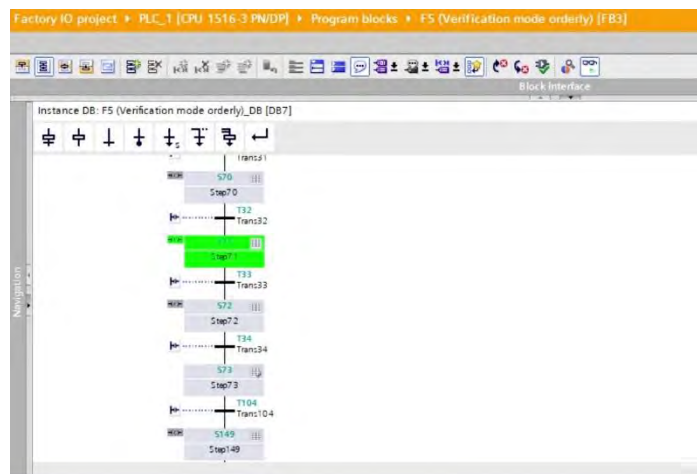 Factory IO project ▸ PLC_1 [CPU 1516-3 PN/DP] ▸ Program blocks ▸ F5 (Verification mode orderly) [FB3]
Block interface
Instance DB: F5 (Verification mode orderly)_DB [DB7]
Trans31
S70
Step70
T32
Trans32
Step71
T33
Trans33
S72
Step72
T34
Trans34
S73
Step73
T104
Trans104
S149
Step149
Navigation